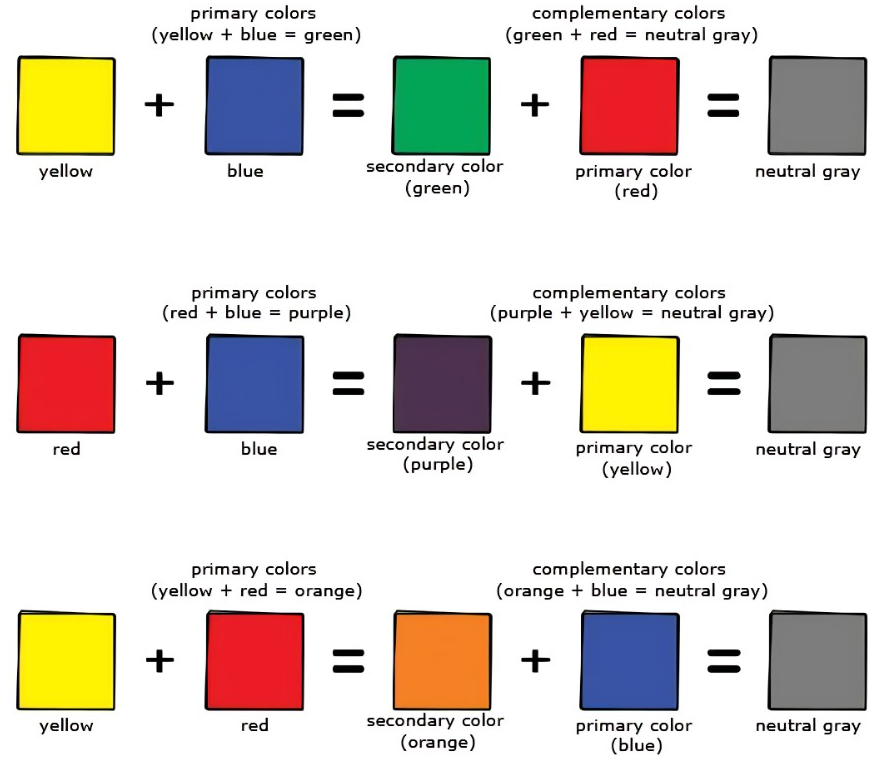 primary colors
(yellow + blue = green)
complementary colors
(green + red = neutral gray)
+
=
+
=
yellow
blue
secondary color
(green)
primary color
(red)
neutral gray
primary colors
(red + blue = purple)
complementary colors
(purple + yellow = neutral gray)
+
=
+
=
red
blue
secondary color
(purple)
primary color
(yellow)
neutral gray
primary colors
(yellow + red = orange)
complementary colors
(orange + blue = neutral gray)
+
=
+
=
yellow
red
secondary color
(orange)
primary color
(blue)
neutral gray